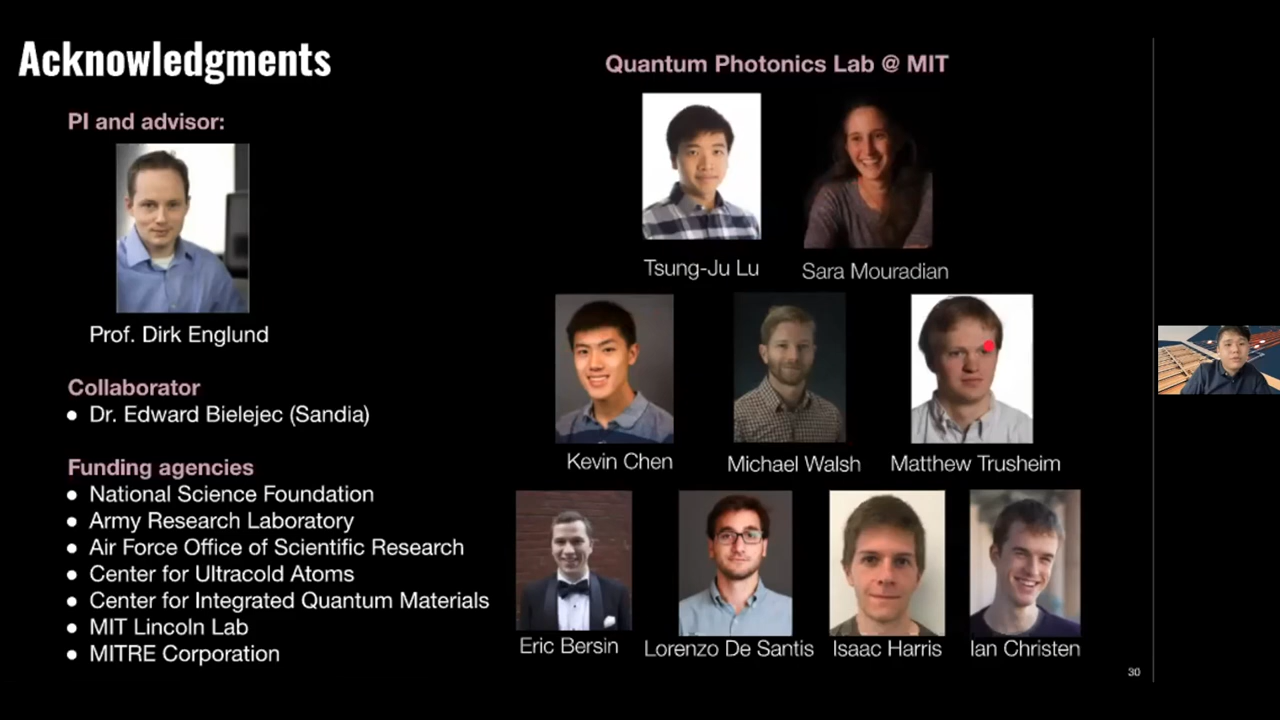 Acknowledgments
PI and advisor:
Prof. Dirk Englund
Collaborator
● Dr. Edward Bielejec (Sandia)
Funding agencies
● National Science Foundation
● Army Research Laboratory
● Air Force Office of Scientific Research
● Center for Ultracold Atoms
● Center for Integrated Quantum Materials
● MIT Lincoln Lab
● MITRE Corporation
Quantum Photonics Lab @ MIT
Tsung-Ju Lu
Sara Mouradian
Kevin Chen
Michael Walsh
Matthew Trusheim
Eric Bersin
Lorenzo De Santis
Isaac Harris
Ian Christen
30